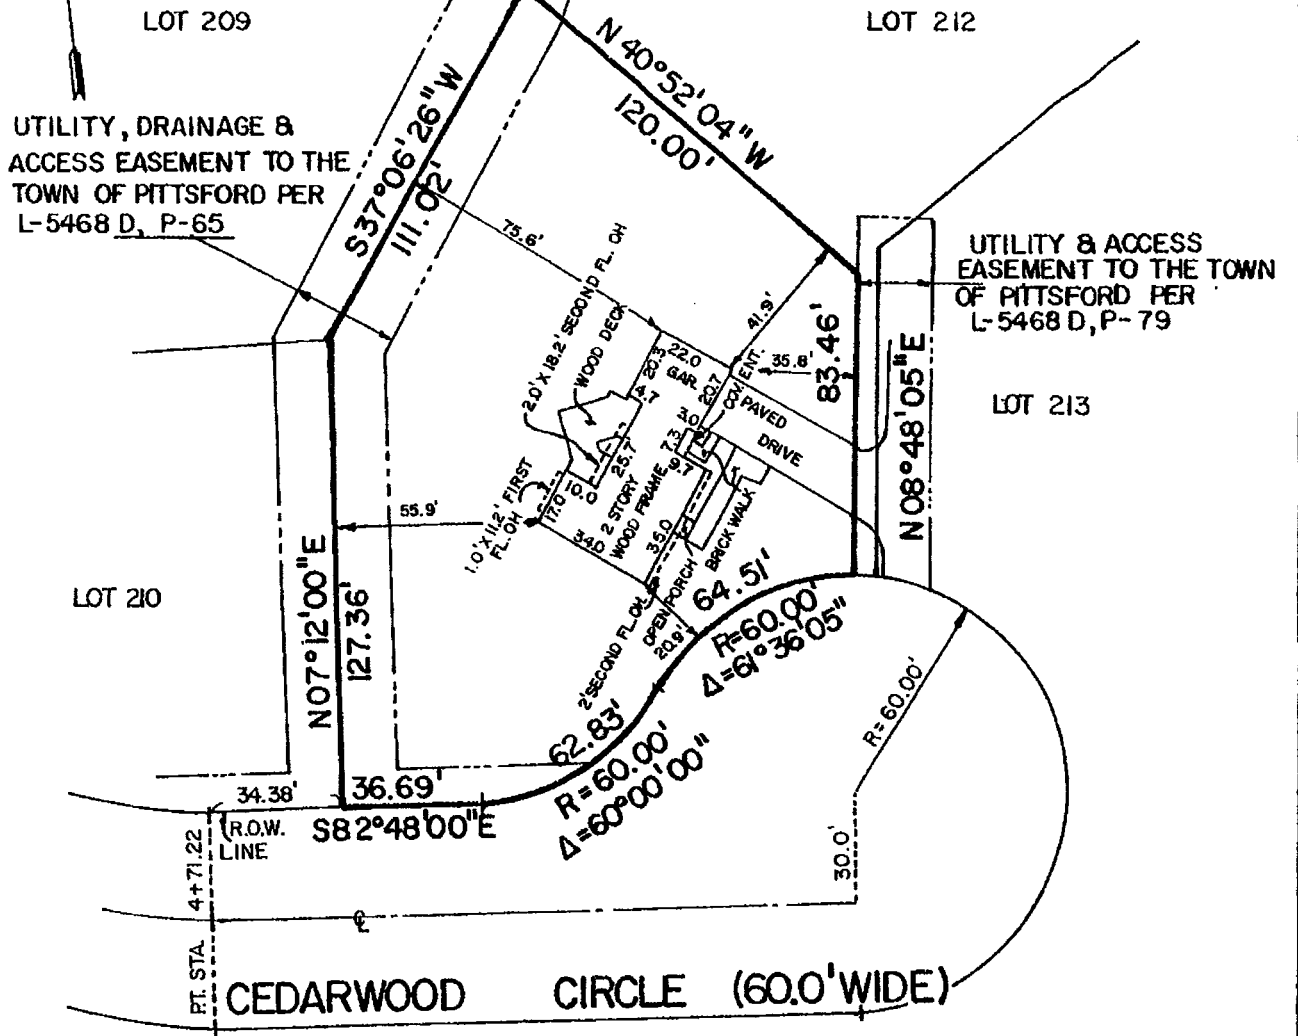 LOT 209
LOT 212
N 40°52'04" W
120.00'
S37°06'26" W
111.02'
UTILITY, DRAINAGE &
ACCESS EASEMENT TO THE
TOWN OF PITTSFORD PER
L-5468 D, P-65
75.6'
2.0' X 18.2' SECOND FL. OH
WOOD DECK
41.9'
UTILITY & ACCESS
EASEMENT TO THE TOWN
OF PITTSFORD PER
L-5468 D, P-79
83.46'
N08°48'05"E
LOT 213
35.8'
22.0
GAR.
20.3
20.7
4.7
3.0
PAVED
DRIVE
7.3
9.7
25.7
10.0
17.0
2 STORY
WOOD FRAME
34.0
35.0
1.0' X 11.2' FIRST
FL. OH
55.9'
BRICK WALK
OPEN PORCH
2' SECOND FL. OH.
20.9'
64.51'
R=60.00'
Δ=61°36'05"
LOT 210
N07°12'00"E
127.36'
62.83'
R=60.00'
Δ=60°00'00"
R=60.00'
34.38'
36.69'
S82°48'00"E
R.O.W.
LINE
30.0'
P.T. STA. 4+71.22
℄
CEDARWOOD CIRCLE (60.0'WIDE)